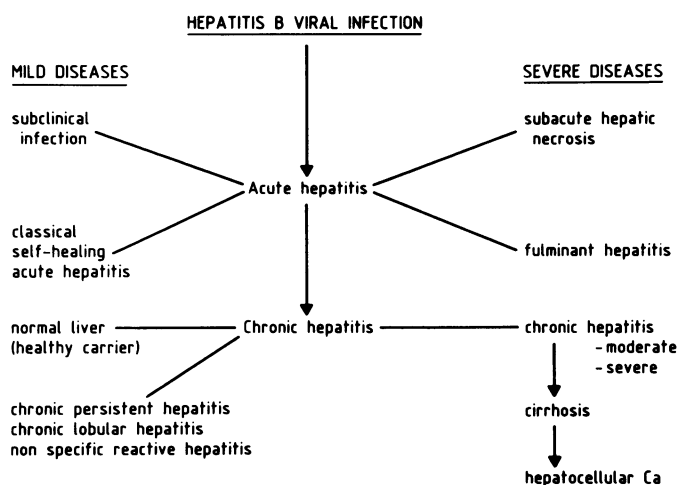 HEPATITIS B VIRAL INFECTION
MILD DISEASES
SEVERE DISEASES
subclinical
infection
subacute hepatic
necrosis
Acute hepatitis
classical
self-healing
acute hepatitis
fulminant hepatitis
normal liver
(healthy carrier)
Chronic hepatitis
chronic hepatitis
-moderate
-severe
chronic persistent hepatitis
chronic lobular hepatitis
non specific reactive hepatitis
cirrhosis
hepatocellular Ca